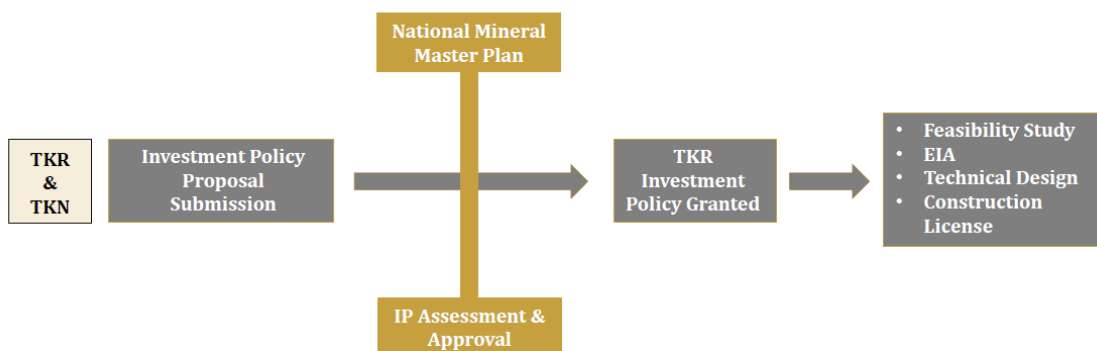 National Mineral
Master Plan
TKR
&
TKN
Investment Policy
Proposal
Submission
TKR
Investment
Policy Granted
• Feasibility Study
• EIA
• Technical Design
• Construction
License
IP Assessment &
Approval